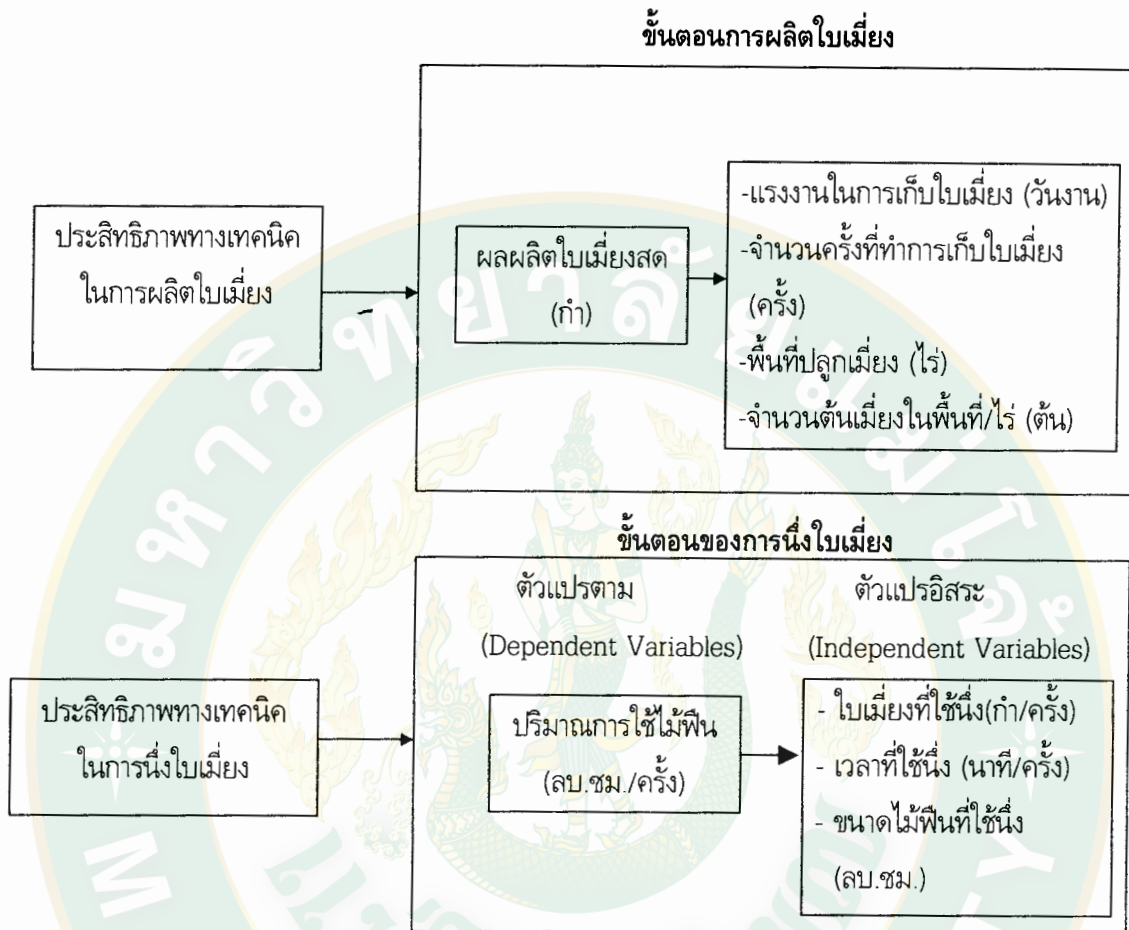 ขั้นตอนการผลิตใบเมี่ยง
ประสิทธิภาพทางเทคนิค
ในการผลิตใบเมี่ยง
ผลผลิตใบเมี่ยงสด
(กำ)
-แรงงานในการเก็บใบเมี่ยง (วันงาน)
-จำนวนครั้งที่ทำการเก็บใบเมี่ยง
(ครั้ง)
-พื้นที่ปลูกเมี่ยง (ไร่)
-จำนวนต้นเมี่ยงในพื้นที่/ไร่ (ต้น)
ขั้นตอนของการนึ่งใบเมี่ยง
ประสิทธิภาพทางเทคนิค
ในการนึ่งใบเมี่ยง
ตัวแปรตาม
(Dependent Variables)
ปริมาณการใช้ไม้ฟืน
(ลบ.ซม./ครั้ง)
ตัวแปรอิสระ
(Independent Variables)
- ใบเมี่ยงที่ใช้นึ่ง(กำ/ครั้ง)
- เวลาที่ใช้นึ่ง (นาที/ครั้ง)
- ขนาดไม้ฟืนที่ใช้นึ่ง
(ลบ.ซม.)
มหาวิทยาลัยแม่โจ้